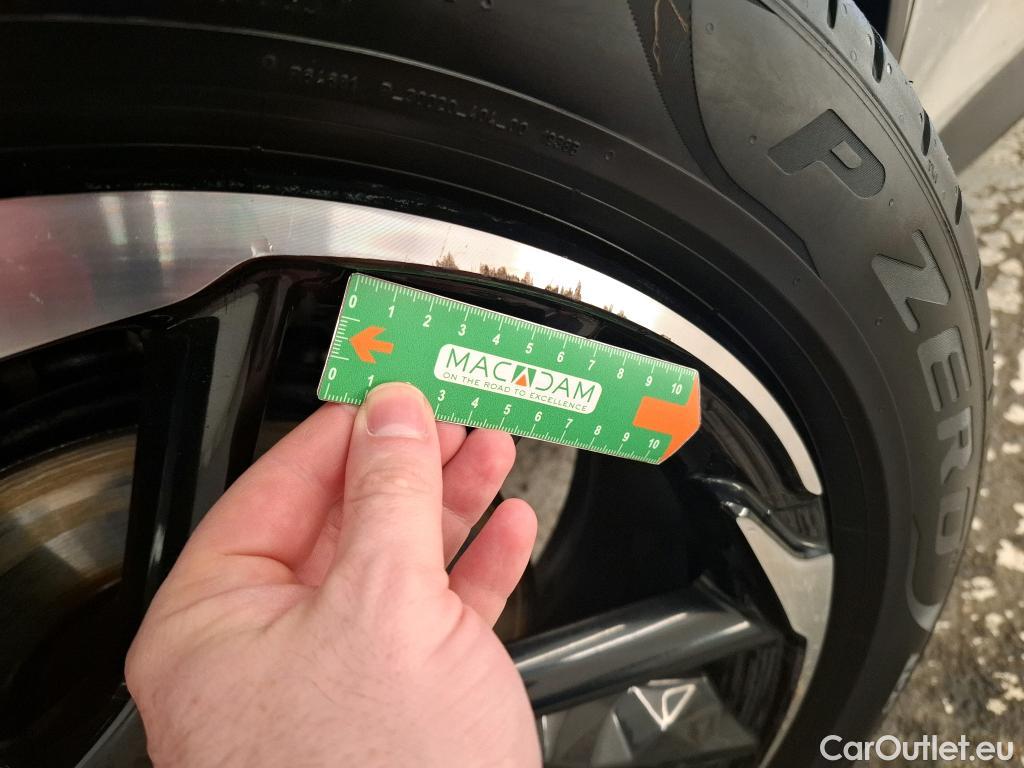 P ZERO
0 1 2 3 4 5 6 7 8 9 10
MACADAM
ON THE ROAD TO EXCELLENCE
0 1 3 4 5 6 7 8 9 10
CarOutlet.eu